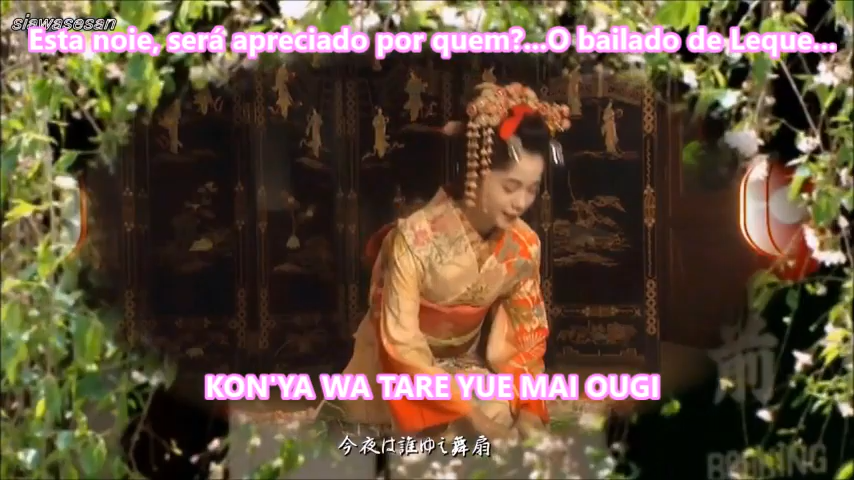 siawasesan
Esta noie, será apreciado por quem?...O bailado de Leque...
前
KON'YA WA TARE YUE MAI OUGI
今夜は誰ゆえ舞扇